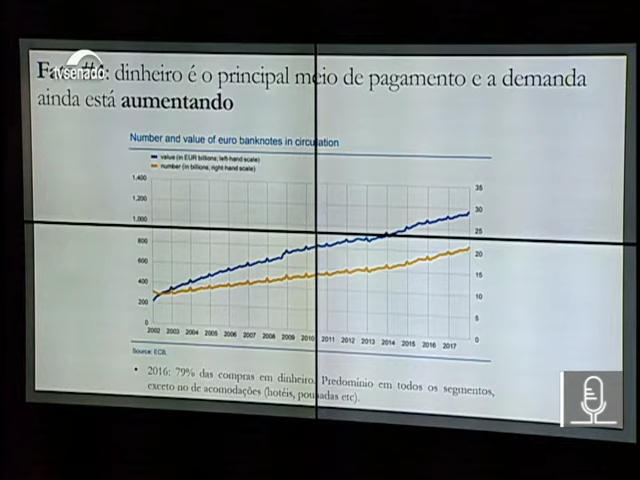 tvsenado
dinheiro é o principal meio de pagamento e a demanda
ainda está aumentando
Number and value of euro banknotes in circulation
value (in EUR billions; left-hand scale)
number (in billions; right-hand scale)
1,400
1,200
1,000
800
600
400
200
0
35
30
25
20
15
10
5
0
2002 2003 2004 2005 2006 2007 2008 2009 2010 2011 2012 2013 2014 2015 2016 2017
Source: ECB.
• 2016: 79% das compras em dinheiro. Predomínio em todos os segmentos,
exceto no de acomodações (hotéis, pousadas etc).